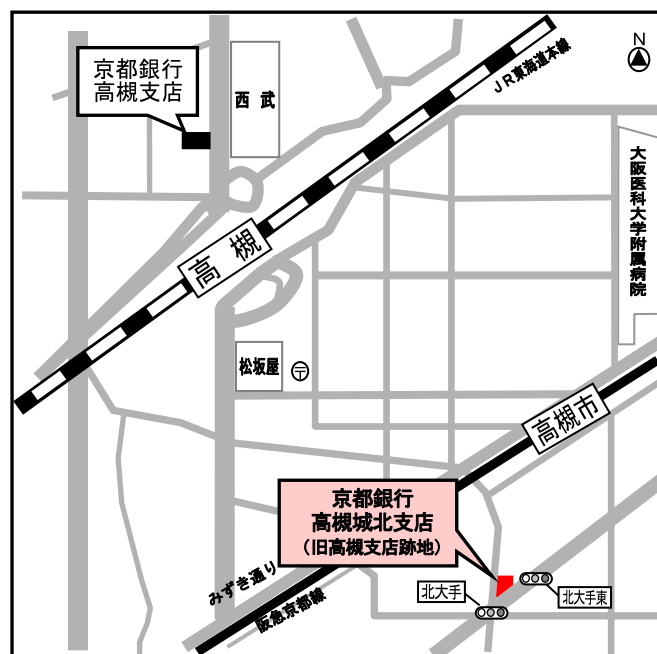 京都銀行
高槻支店
西武
JR東海道本線
N
大阪医科大学附属病院
高槻
松坂屋
〒
高槻市
京都銀行
高槻城北支店
（旧高槻支店跡地）
みずき通り
阪急京都線
北大手
北大手東